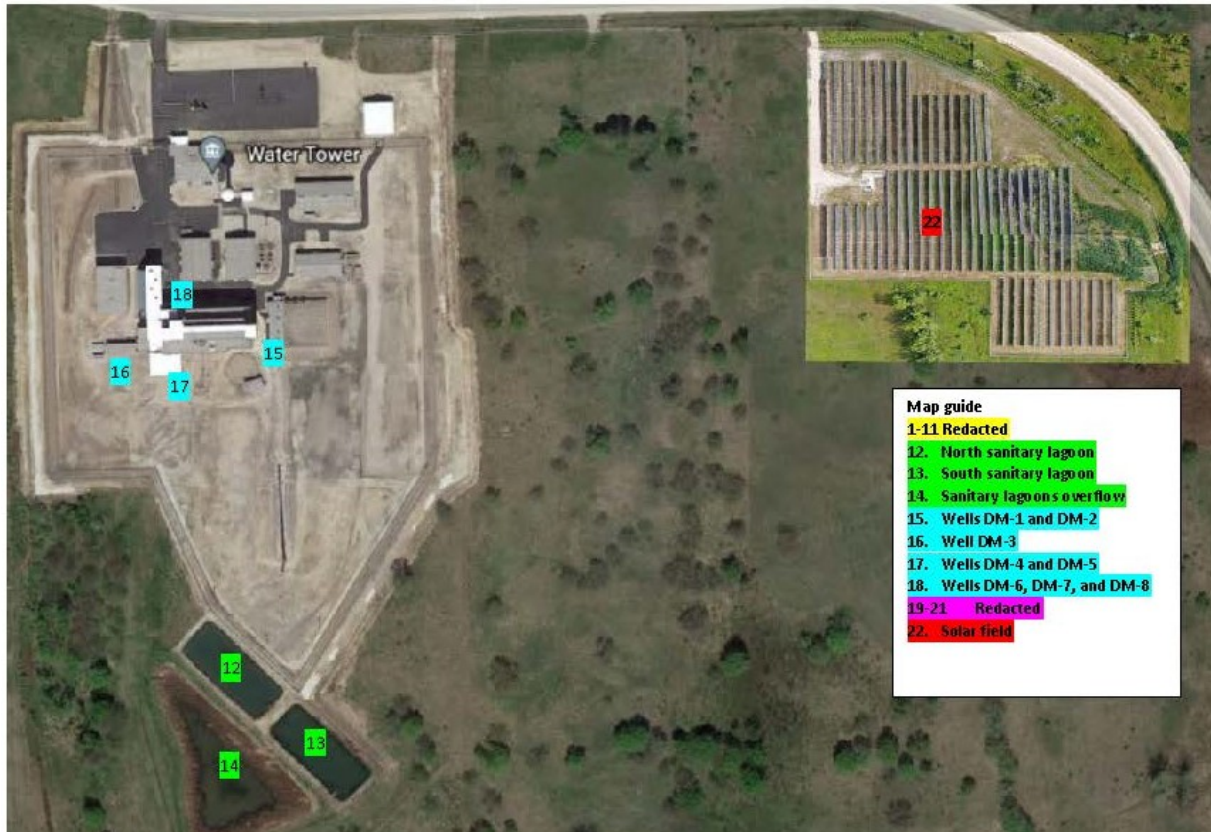 Water Tower
22
18
15
16
17
Map guide
1-11 Redacted
12. North sanitary lagoon
13. South sanitary lagoon
14. Sanitary lagoons overflow
15. Wells DM-1 and DM-2
16. Well DM-3
17. Wells DM-4 and DM-5
18. Wells DM-6, DM-7, and DM-8
19-21 Redacted
22. Solar field
12
13
14